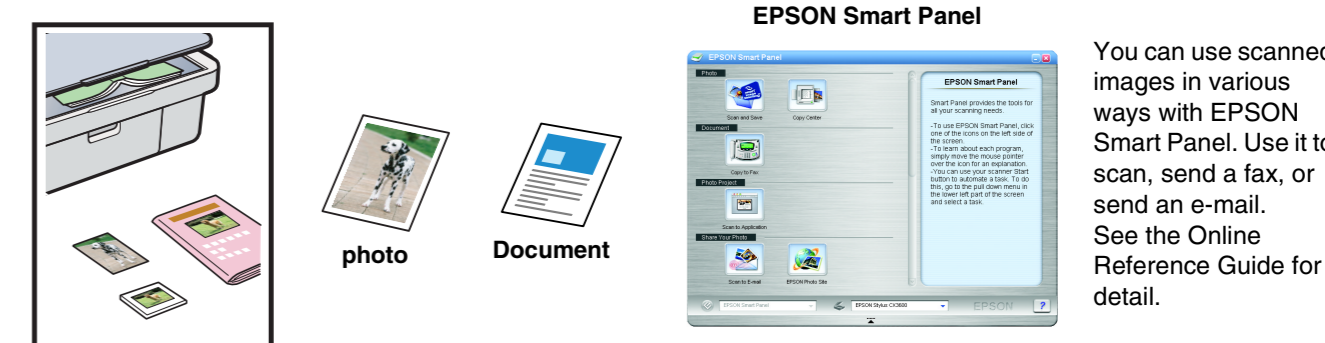 EPSON Smart Panel
You can use scanned
images in various
ways with EPSON
Smart Panel. Use it to
scan, send a fax, or
send an e-mail.
See the Online
Reference Guide for
detail.
photo
Document
EPSON Smart Panel
Photo
Scan and Save
Copy Center
Document
Copy to Fax
Photo Project
Scan to Application
Share Your Photo
Scan to E-mail
EPSON Photo Site
EPSON Smart Panel
Smart Panel provides the tools for
all your scanning needs.
-To use EPSON Smart Panel, click
one of the icons on the left side of
the screen.
-To learn about each program,
simply move the mouse pointer
over the icon for an explanation.
-You can use your scanner Start
button to automate a task. To do
this, go to the pull down menu in
the lower left part of the screen
and select a task.
EPSON Smart Panel
EPSON Stylus CX3600
EPSON
?